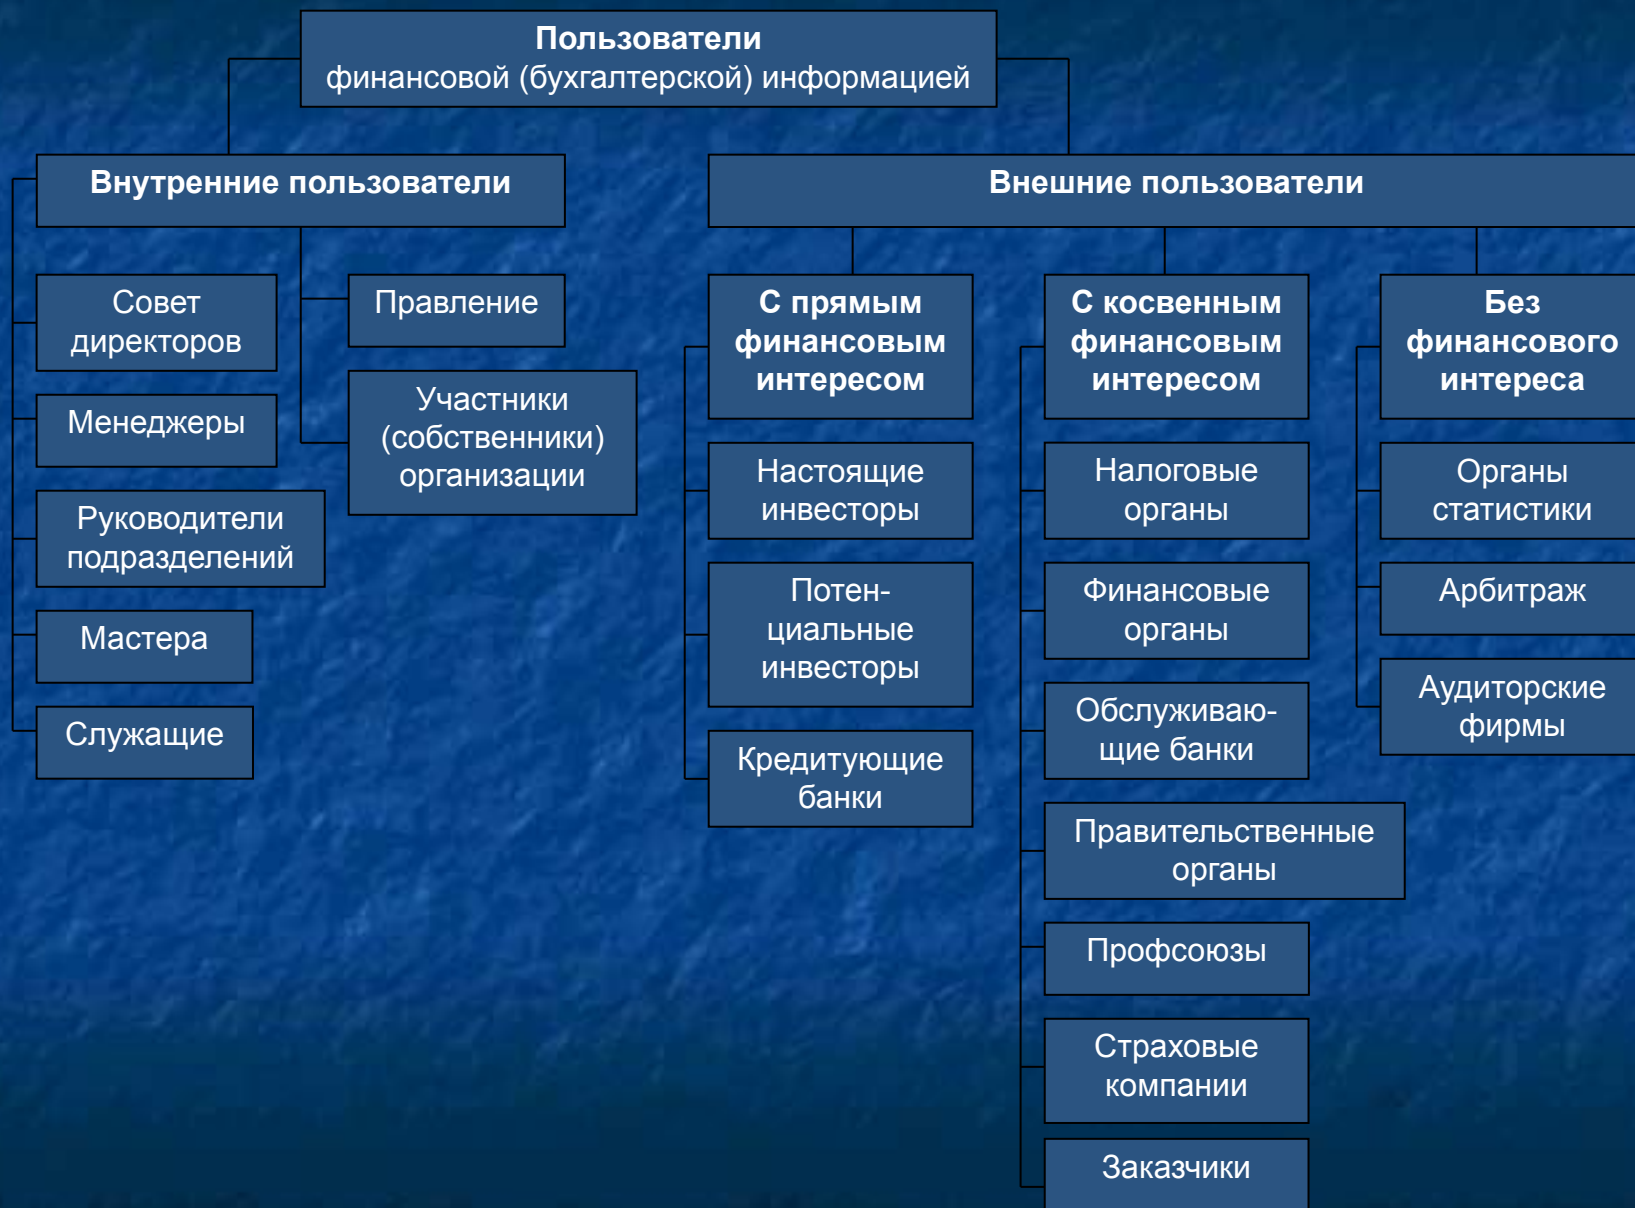 Пользователи
финансовой (бухгалтерской) информацией
Внутренние пользователи
Совет
директоров
Менеджеры
Руководители
подразделений
Мастера
Служащие
Правление
Участники
(собственники)
организации
Внешние пользователи
С прямым
финансовым
интересом
Настоящие
инвесторы
Потен-
циальные
инвесторы
Кредитующие
банки
С косвенным
финансовым
интересом
Налоговые
органы
Финансовые
органы
Обслуживаю-
щие банки
Правительственные
органы
Профсоюзы
Страховые
компании
Заказчики
Без
финансового
интереса
Органы
статистики
Арбитраж
Аудиторские
фирмы